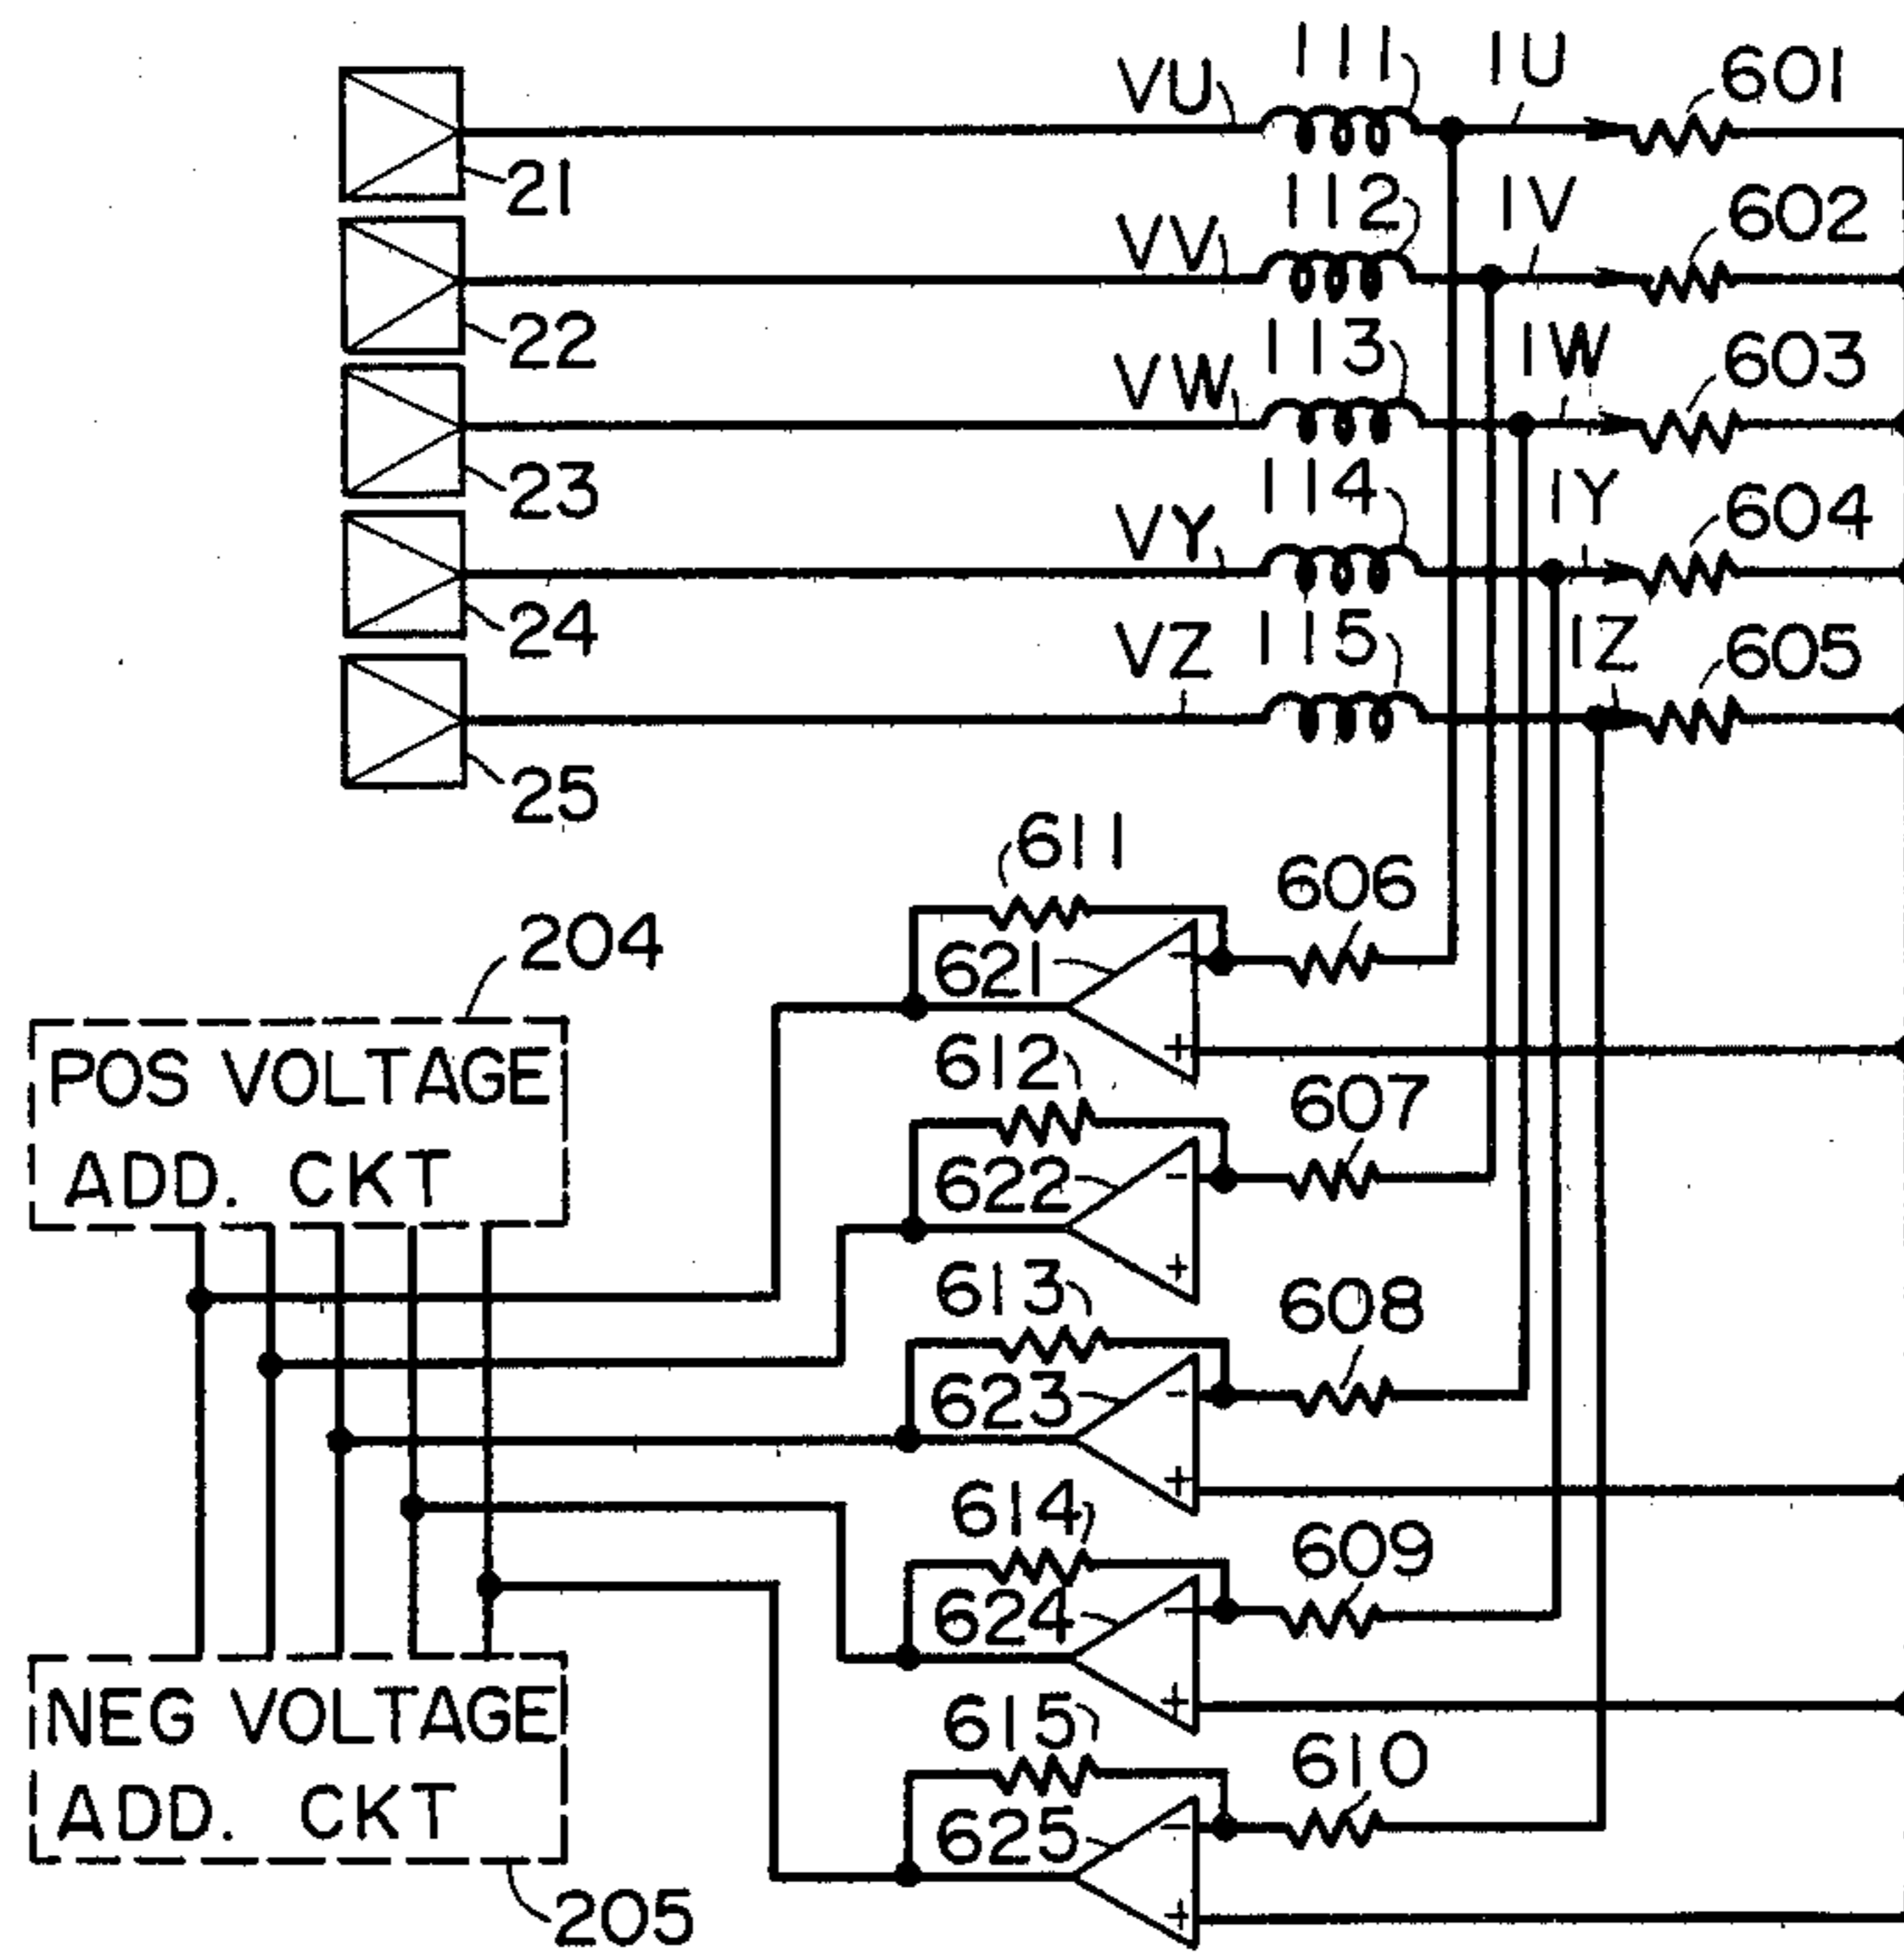 111 IU 601
VU
21
112 IV 602
VV
22
113 IW 603
VW
23
114 IY 604
VY
24
115 IZ 605
VZ
25
611
606
204
621 - +
POS VOLTAGE
ADD. CKT
612
607
622 - +
613
608
623 - +
614
609
624 - +
615
610
NEG VOLTAGE
ADD. CKT
625 - +
205